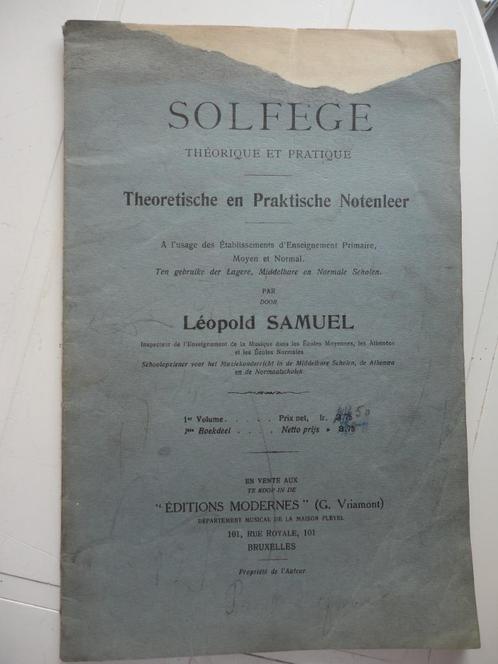 SOLFEGE
THÉORIQUE ET PRATIQUE
Theoretische en Praktische Notenleer
A l'usage des Établissements d'Enseignement Primaire,
Moyen et Normal.
Ten gebruike der Lagere, Middelbare en Normale Scholen.
PAR
DOOR
Léopold SAMUEL
Inspecteur de l'Enseignement de la Musique dans les Écoles Moyennes, les Athénées
et les Écoles Normales
Schoolopziener voor het Muziekonderricht in de Middelbare Scholen, de Athenea
en de Normaalscholen
1er Volume. . . . . Prix net, fr. 3.75
Boekdeel . . . . Netto prijs » 3.75
EN VENTE AUX
TE KOOP IN DE
"ÉDITIONS MODERNES" (G. Vriamont)
DÉPARTEMENT MUSICAL DE LA MAISON PLEYEL
101, RUE ROYALE, 101
BRUXELLES
Propriété de l'Auteur.